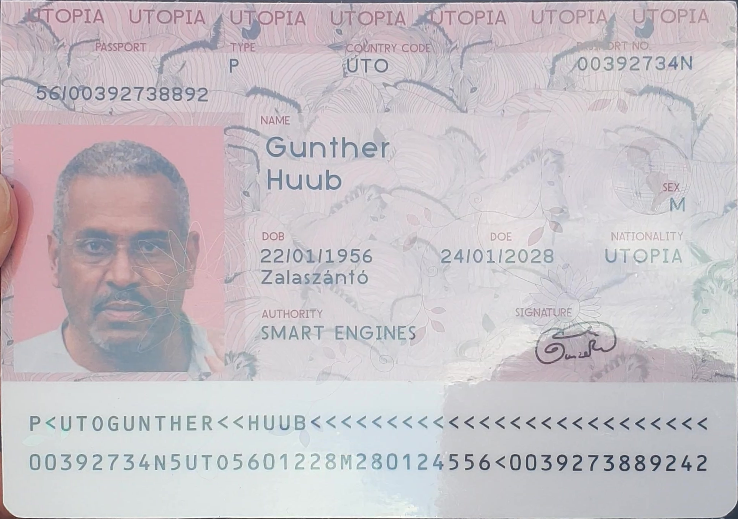 UTOPIA UTOPIA UTOPIA UTOPIA UTOPIA UTOPIA UTOPIA
PASSPORT TYPE COUNTRY CODE PASSPORT NO.
P UTO 00392734N
56/00392738892
NAME
Gunther
Huub
SEX
M
DOB DOE NATIONALITY
22/01/1956 24/01/2028 UTOPIA
Zalaszántó
AUTHORITY SIGNATURE
SMART ENGINES
P<UTOGUNTHER<<HUUB<<<<<<<<<<<<<<<<<<<<<<<<<<
00392734N5UTO5601228M280124556<0039273889242